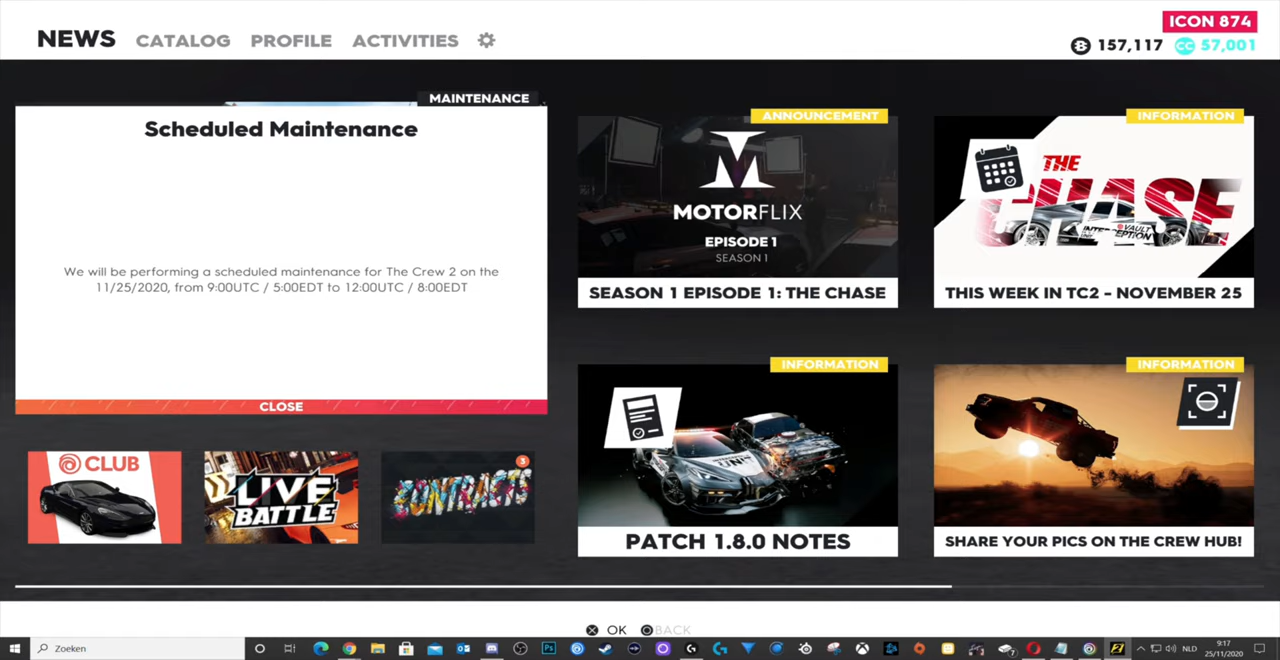 NEWS CATALOG PROFILE ACTIVITIES
ICON 874
157,117 CC 57,001
MAINTENANCE
Scheduled Maintenance
We will be performing a scheduled maintenance for The Crew 2 on the
11/25/2020, from 9:00UTC / 5:00EDT to 12:00UTC / 8:00EDT
CLOSE
CLUB
LIVE
BATTLE
CONTRACTS
3
ANNOUNCEMENT
MOTORFLIX
EPISODE 1
SEASON 1
SEASON 1 EPISODE 1: THE CHASE
INFORMATION
THE
CHASE
THIS WEEK IN TC2 - NOVEMBER 25
INFORMATION
PATCH 1.8.0 NOTES
INFORMATION
SHARE YOUR PICS ON THE CREW HUB!
OK BACK
Zoeken
NLD
9:17
25/11/2020